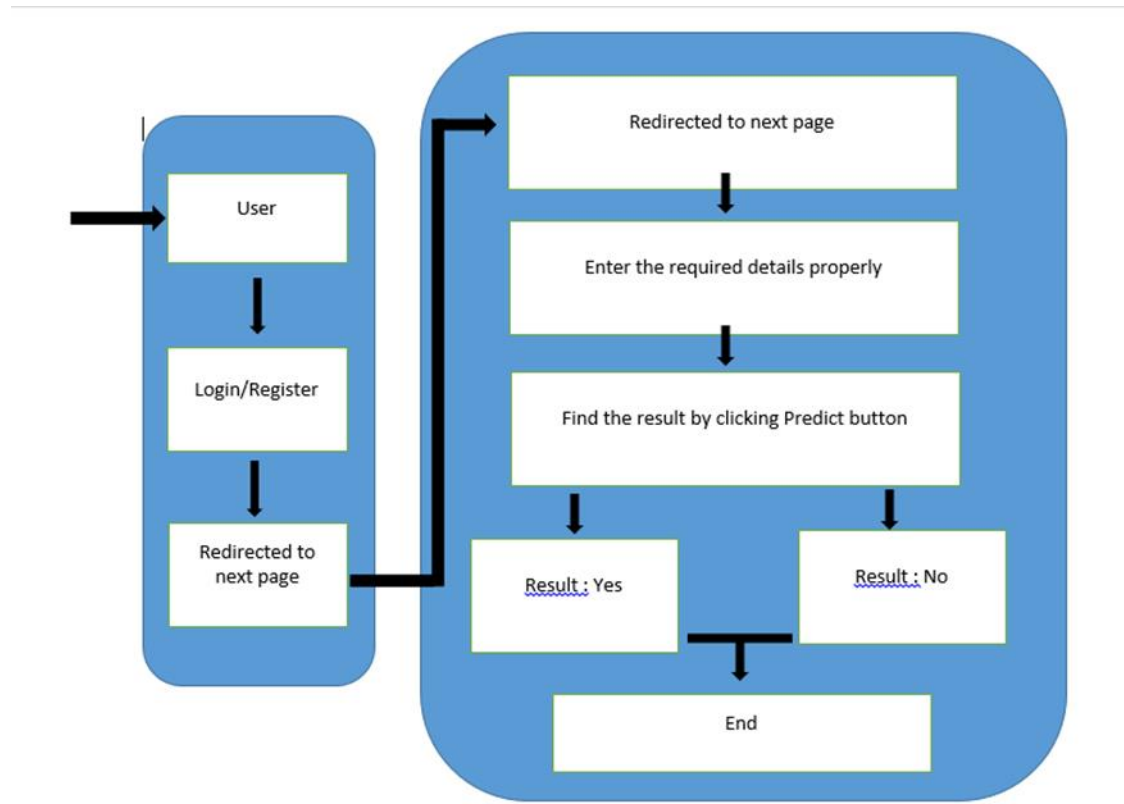 User
Login/Register
Redirected to
next page
Redirected to next page
Enter the required details properly
Find the result by clicking Predict button
Result : Yes
Result : No
End